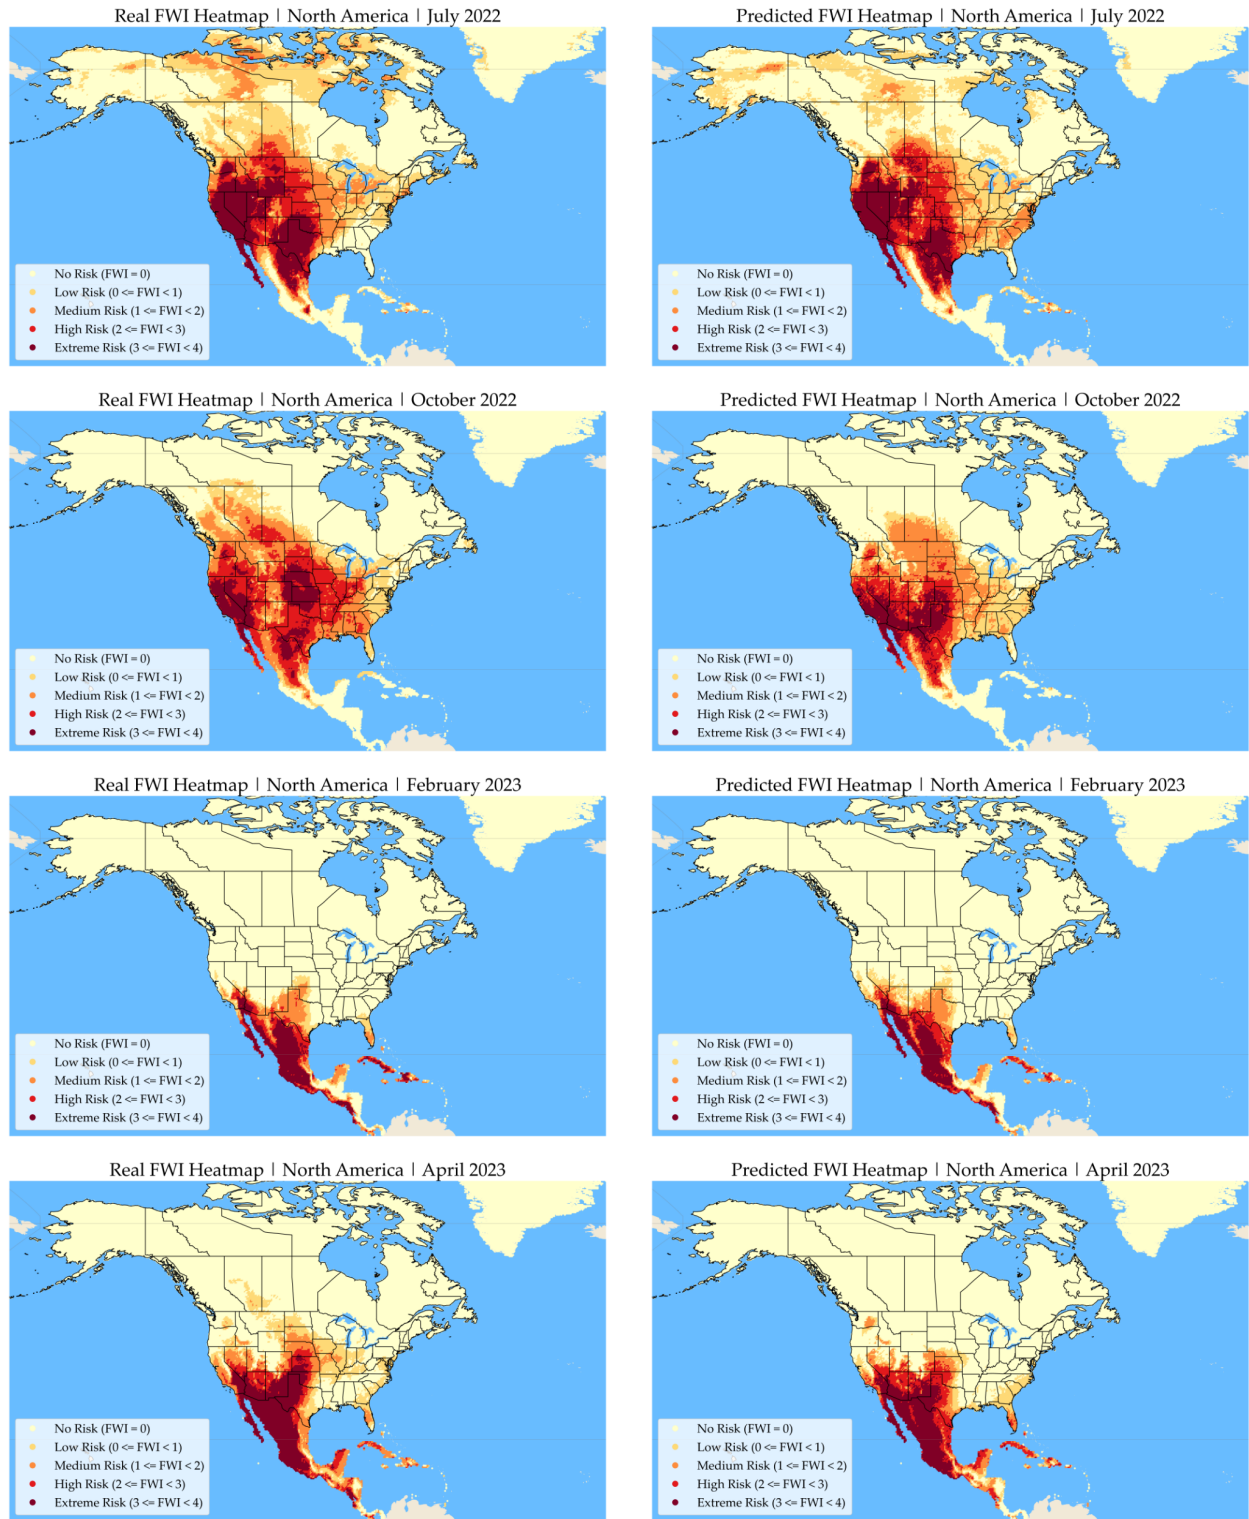 Real FWI Heatmap | North America | July 2022
No Risk (FWI = 0)
Low Risk (0 <= FWI < 1)
Medium Risk (1 <= FWI < 2)
High Risk (2 <= FWI < 3)
Extreme Risk (3 <= FWI < 4)
Predicted FWI Heatmap | North America | July 2022
No Risk (FWI = 0)
Low Risk (0 <= FWI < 1)
Medium Risk (1 <= FWI < 2)
High Risk (2 <= FWI < 3)
Extreme Risk (3 <= FWI < 4)
Real FWI Heatmap | North America | October 2022
No Risk (FWI = 0)
Low Risk (0 <= FWI < 1)
Medium Risk (1 <= FWI < 2)
High Risk (2 <= FWI < 3)
Extreme Risk (3 <= FWI < 4)
Predicted FWI Heatmap | North America | October 2022
No Risk (FWI = 0)
Low Risk (0 <= FWI < 1)
Medium Risk (1 <= FWI < 2)
High Risk (2 <= FWI < 3)
Extreme Risk (3 <= FWI < 4)
Real FWI Heatmap | North America | February 2023
No Risk (FWI = 0)
Low Risk (0 <= FWI < 1)
Medium Risk (1 <= FWI < 2)
High Risk (2 <= FWI < 3)
Extreme Risk (3 <= FWI < 4)
Predicted FWI Heatmap | North America | February 2023
No Risk (FWI = 0)
Low Risk (0 <= FWI < 1)
Medium Risk (1 <= FWI < 2)
High Risk (2 <= FWI < 3)
Extreme Risk (3 <= FWI < 4)
Real FWI Heatmap | North America | April 2023
No Risk (FWI = 0)
Low Risk (0 <= FWI < 1)
Medium Risk (1 <= FWI < 2)
High Risk (2 <= FWI < 3)
Extreme Risk (3 <= FWI < 4)
Predicted FWI Heatmap | North America | April 2023
No Risk (FWI = 0)
Low Risk (0 <= FWI < 1)
Medium Risk (1 <= FWI < 2)
High Risk (2 <= FWI < 3)
Extreme Risk (3 <= FWI < 4)